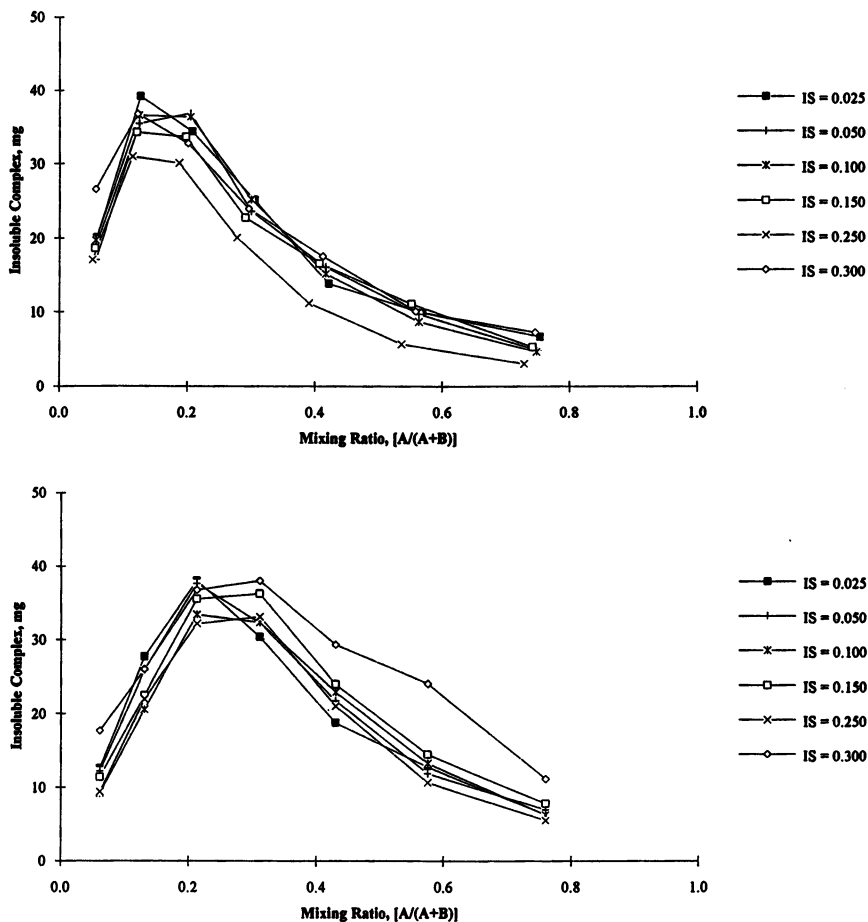 50
40
30
20
10
0
Insoluble Complex, mg
0.0 0.2 0.4 0.6 0.8 1.0
Mixing Ratio, [A/(A+B)]
IS = 0.025
IS = 0.050
IS = 0.100
IS = 0.150
IS = 0.250
IS = 0.300
50
40
30
20
10
0
Insoluble Complex, mg
0.0 0.2 0.4 0.6 0.8 1.0
Mixing Ratio, [A/(A+B)]
IS = 0.025
IS = 0.050
IS = 0.100
IS = 0.150
IS = 0.250
IS = 0.300